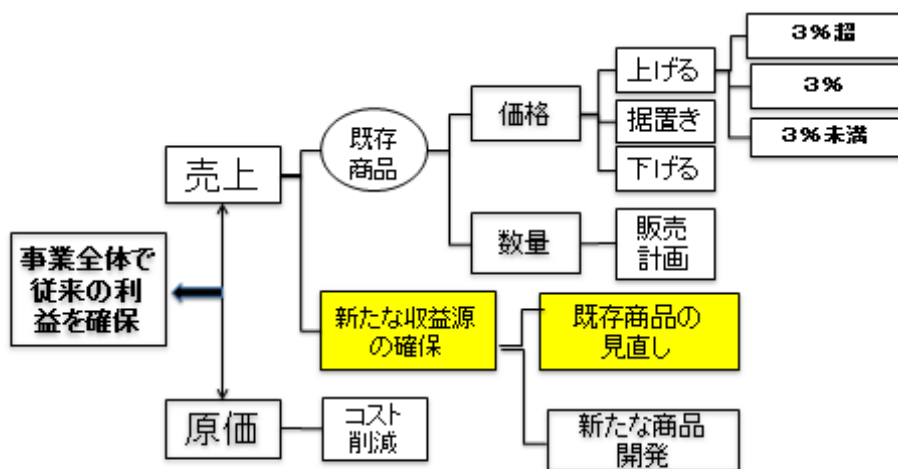 3%超
3%
3%未満
上げる
据置き
下げる
価格
既存
商品
売上
数量
販売
計画
事業全体で
従来の利
益を確保
新たな収益源
の確保
既存商品の
見直し
原価
コスト
削減
新たな商品
開発